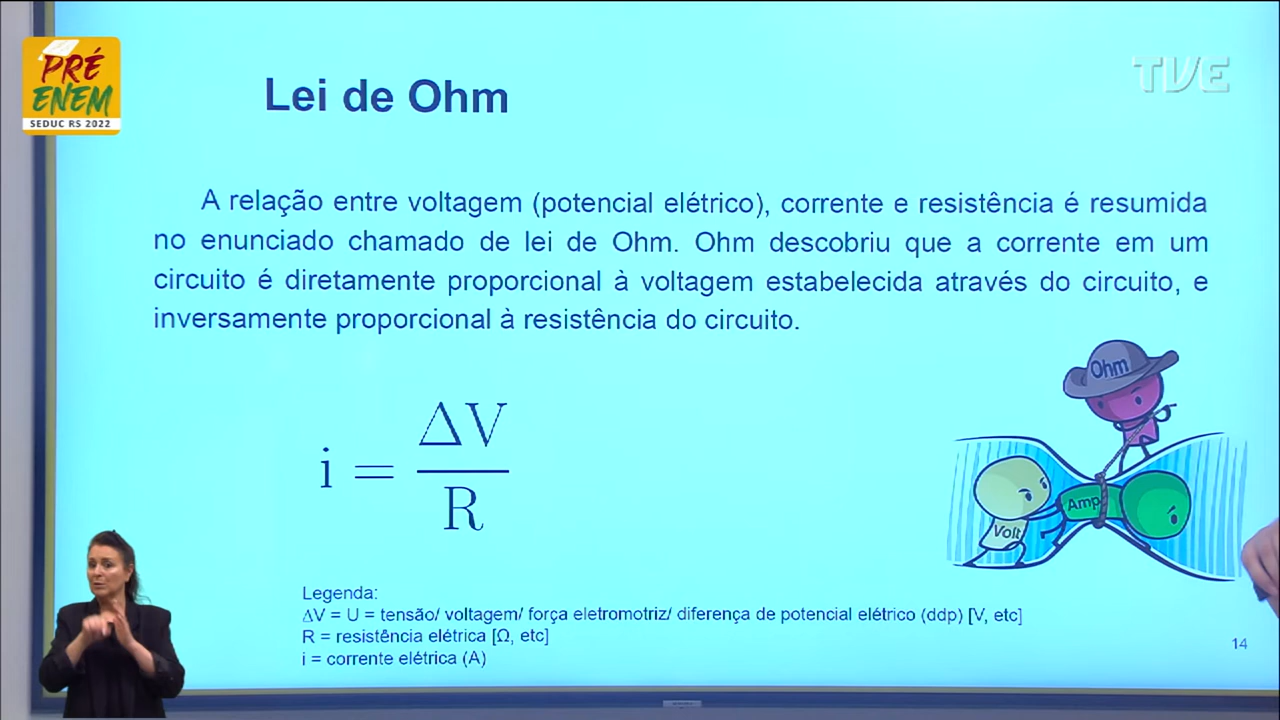 PRÉ
ENEM
SEDUC RS 2022
TVE
Lei de Ohm
A relação entre voltagem (potencial elétrico), corrente e resistência é resumida
no enunciado chamado de lei de Ohm. Ohm descobriu que a corrente em um
circuito é diretamente proporcional à voltagem estabelecida através do circuito, e
inversamente proporcional à resistência do circuito.
i = ΔV / R
Ohm
Volt
Amp
Legenda:
ΔV = U = tensão/ voltagem/ força eletromotriz/ diferença de potencial elétrico (ddp) [V, etc]
R = resistência elétrica [Ω, etc]
i = corrente elétrica (A)
14